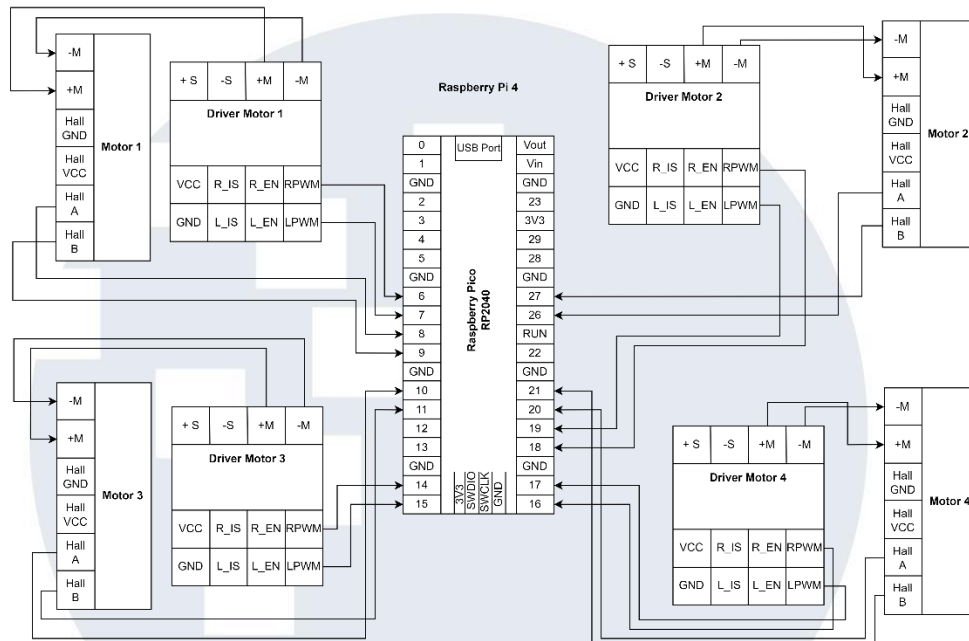 -M
+M
Hall
GND
Hall
VCC
Hall
A
Hall
B
Motor 1
+ S
-S
+M
-M
Driver Motor 1
VCC
R_IS
R_EN
RPWM
GND
L_IS
L_EN
LPWM
Raspberry Pi 4
+ S
-S
+M
-M
Driver Motor 2
VCC
R_IS
R_EN
RPWM
GND
L_IS
L_EN
LPWM
-M
+M
Hall
GND
Hall
VCC
Hall
A
Hall
B
Motor 2
USB Port
0
1
GND
2
3
4
5
GND
6
7
8
9
GND
10
11
12
13
GND
14
15
Raspberry Pico
RP2040
3V3
SWDIO
SWCLK
GND
Vout
Vin
GND
23
3V3
29
28
GND
27
26
RUN
22
GND
21
20
19
18
GND
17
16
-M
+M
Hall
GND
Hall
VCC
Hall
A
Hall
B
Motor 3
+ S
-S
+M
-M
Driver Motor 3
VCC
R_IS
R_EN
RPWM
GND
L_IS
L_EN
LPWM
+ S
-S
+M
-M
Driver Motor 4
VCC
R_IS
R_EN
RPWM
GND
L_IS
L_EN
LPWM
-M
+M
Hall
GND
Hall
VCC
Hall
A
Hall
B
Motor 4